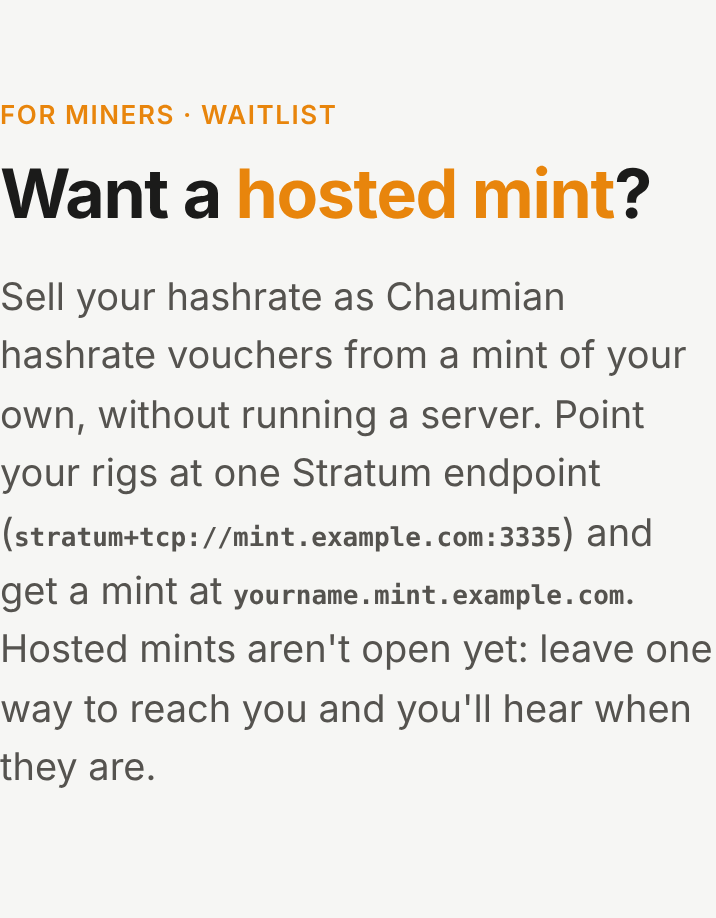 FOR MINERS · WAITLIST
Want a hosted mint?
Sell your hashrate as Chaumian
hashrate vouchers from a mint of your
own, without running a server. Point
your rigs at one Stratum endpoint
(stratum+tcp://mint.example.com:3335) and
get a mint at yourname.mint.example.com.
Hosted mints aren't open yet: leave one
way to reach you and you'll hear when
they are.